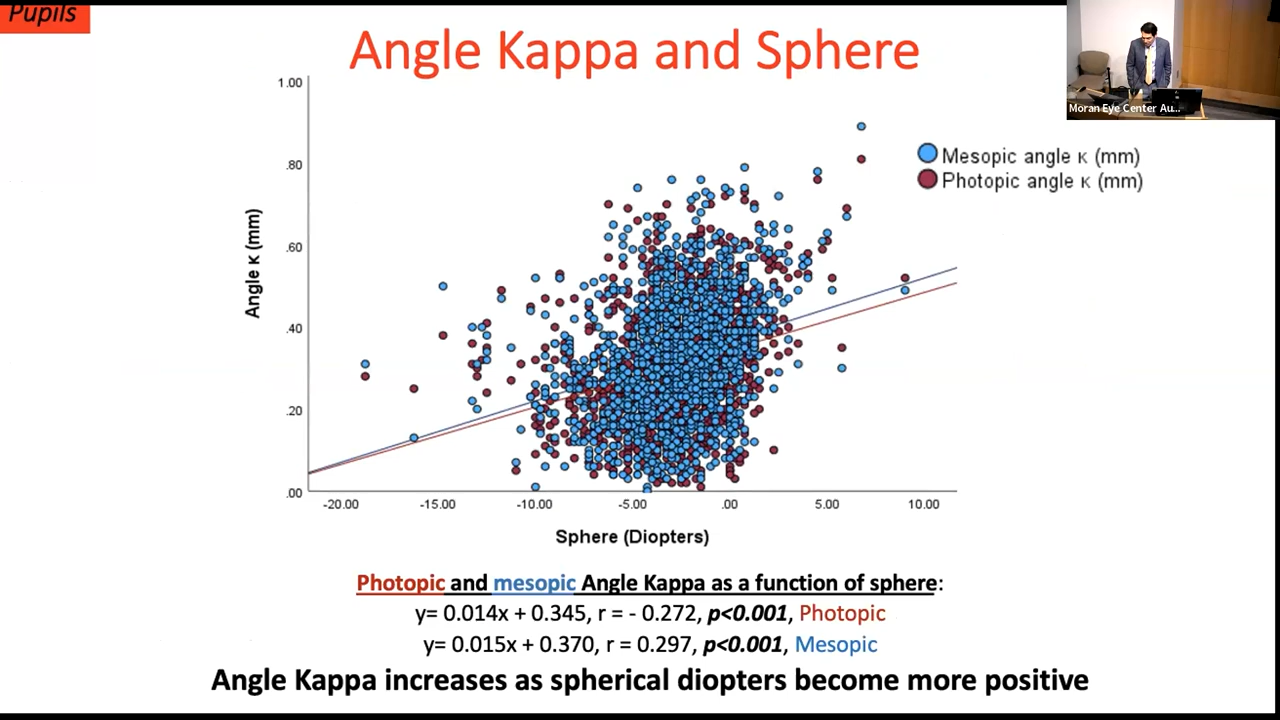 Pupils
Angle Kappa and Sphere
Moran Eye Center Au...
Mesopic angle κ (mm)
Photopic angle κ (mm)
Angle κ (mm)
1.00
.80
.60
.40
.20
.00
-20.00 -15.00 -10.00 -5.00 .00 5.00 10.00
Sphere (Diopters)
Photopic and mesopic Angle Kappa as a function of sphere:
y= 0.014x + 0.345, r = - 0.272, p<0.001, Photopic
y= 0.015x + 0.370, r = 0.297, p<0.001, Mesopic
Angle Kappa increases as spherical diopters become more positive